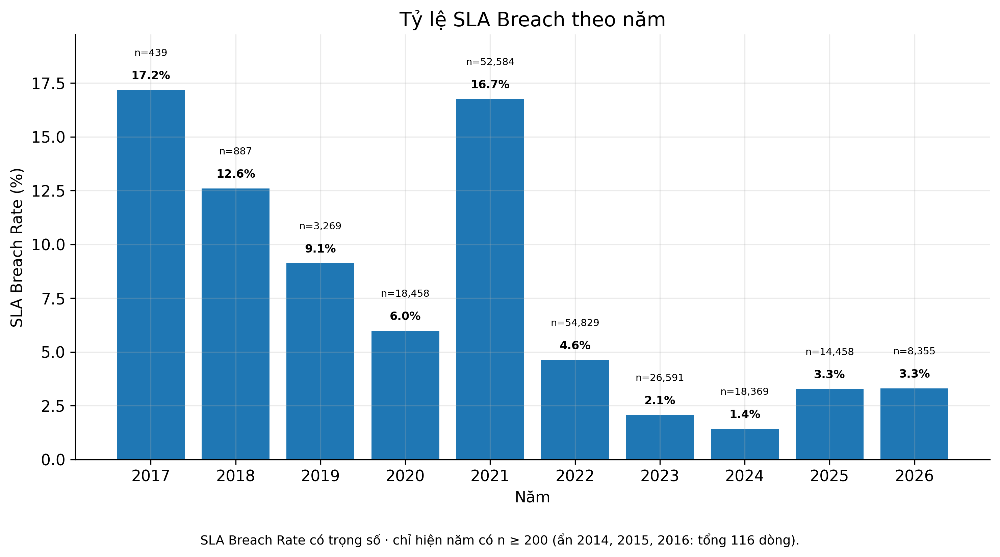 Tỷ lệ SLA Breach theo năm
SLA Breach Rate (%)
17.5
15.0
12.5
10.0
7.5
5.0
2.5
0.0
n=439
17.2%
n=887
12.6%
n=3,269
9.1%
n=18,458
6.0%
n=52,584
16.7%
n=54,829
4.6%
n=26,591
2.1%
n=18,369
1.4%
n=14,458
3.3%
n=8,355
3.3%
2017 2018 2019 2020 2021 2022 2023 2024 2025 2026
Năm
SLA Breach Rate có trọng số · chỉ hiện năm có n ≥ 200 (ẩn 2014, 2015, 2016: tổng 116 dòng).